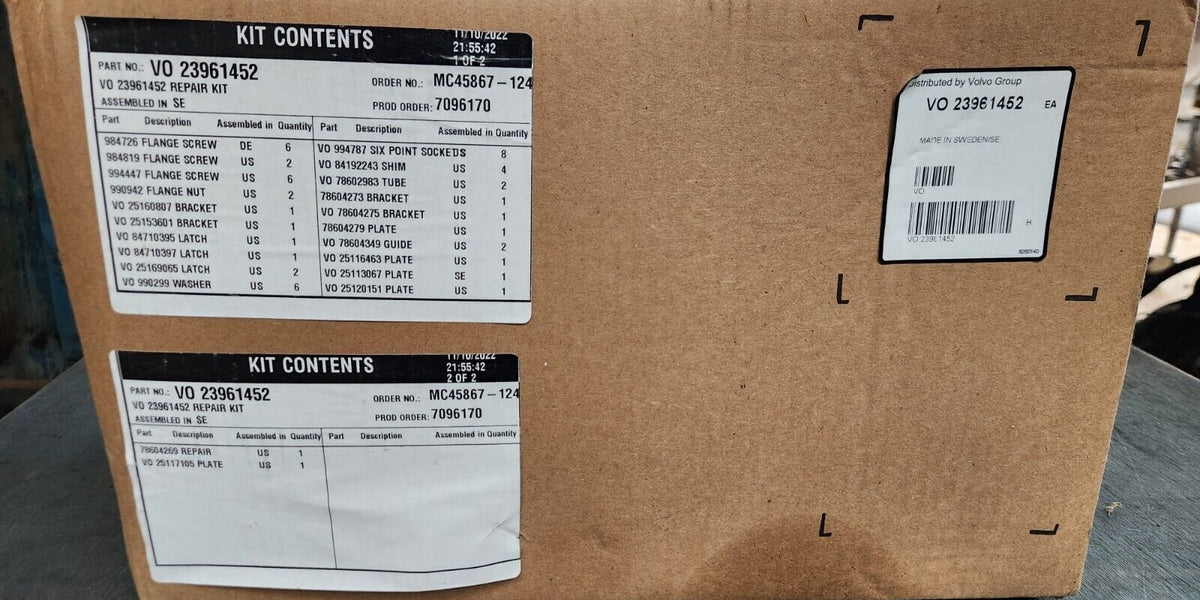 KIT CONTENTS
11/10/2022
21:55:42
1 OF 2
PART NO.: VO 23961452
VO 23961452 REPAIR KIT
ASSEMBLED IN SE
ORDER NO.: MC45867-124
PROD ORDER: 7096170
Part Description Assembled in Quantity
984726 FLANGE SCREW DE 6
984819 FLANGE SCREW US 2
994447 FLANGE SCREW US 6
990942 FLANGE NUT US 2
VO 25160807 BRACKET US 1
VO 25153601 BRACKET US 1
VO 84710395 LATCH US 1
VO 84710397 LATCH US 1
VO 25169065 LATCH US 2
VO 990299 WASHER US 6
Part Description Assembled in Quantity
VO 994787 SIX POINT SOCKEDS 8
VO 84192243 SHIM US 4
VO 78602983 TUBE US 2
78604273 BRACKET US 1
VO 78604275 BRACKET US 1
78604279 PLATE US 1
VO 78604349 GUIDE US 2
VO 25116463 PLATE US 1
VO 25113067 PLATE SE 1
VO 25120151 PLATE US 1
KIT CONTENTS
11/10/2022
21:55:42
2 OF 2
PART NO.: VO 23961452
VO 23961452 REPAIR KIT
ASSEMBLED IN SE
ORDER NO.: MC45867-124
PROD ORDER: 7096170
Part Description Assembled in Quantity Part Description Assembled in Quantity
78604269 REPAIR US 1
VO 25117105 PLATE US 1
Distributed by Volvo Group
VO 23961452 EA
MADE IN SWEDEN/SE
VO
H
VO 23961452